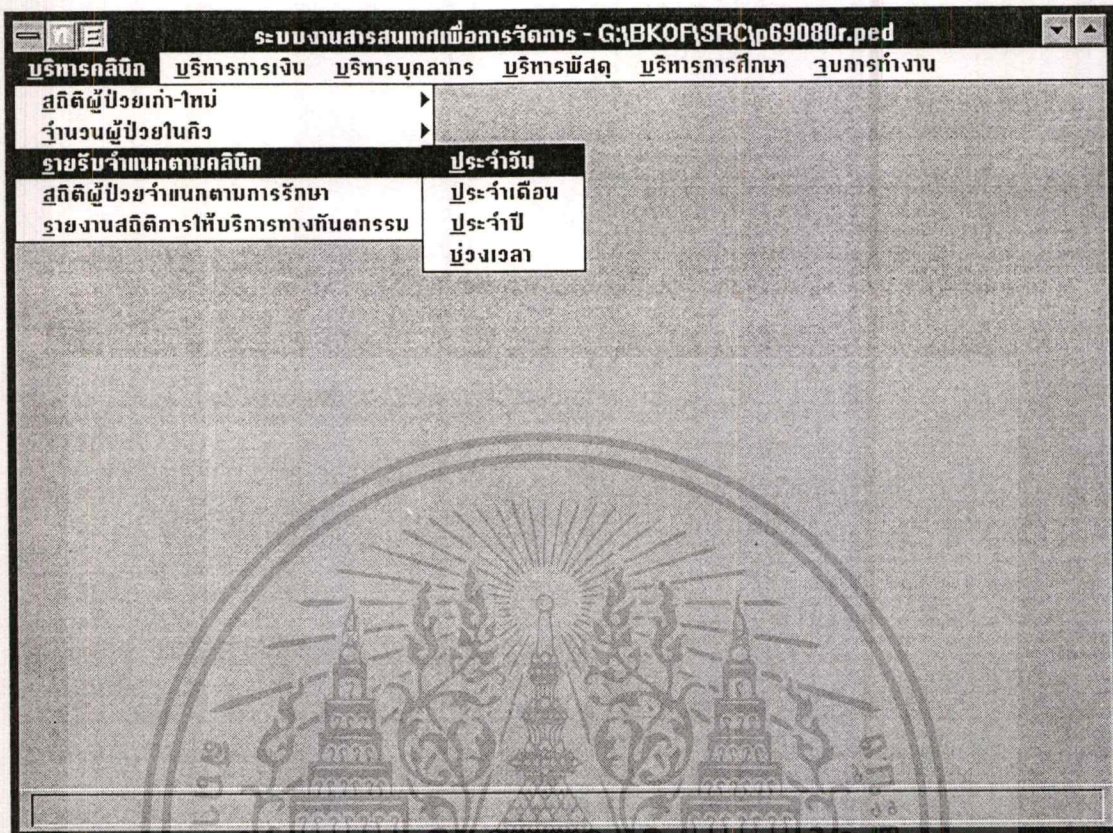 ก E ระบบงานสารสนเทศเพื่อการจัดการ - G:\BKOF\SRC\p69080r.ped
บริหารคลินิก บริหารการเงิน บริหารบุคลากร บริหารพัสดุ บริหารการศึกษา จบการทำงาน
สถิติผู้ป่วยเก่า-ใหม่
จำนวนผู้ป่วยในคิว
รายรับจำแนกตามคลินิก ประจำวัน
สถิติผู้ป่วยจำแนกตามการรักษา ประจำเดือน
รายงานสถิติการให้บริการทางทันตกรรม ประจำปี
ช่วงเวลา